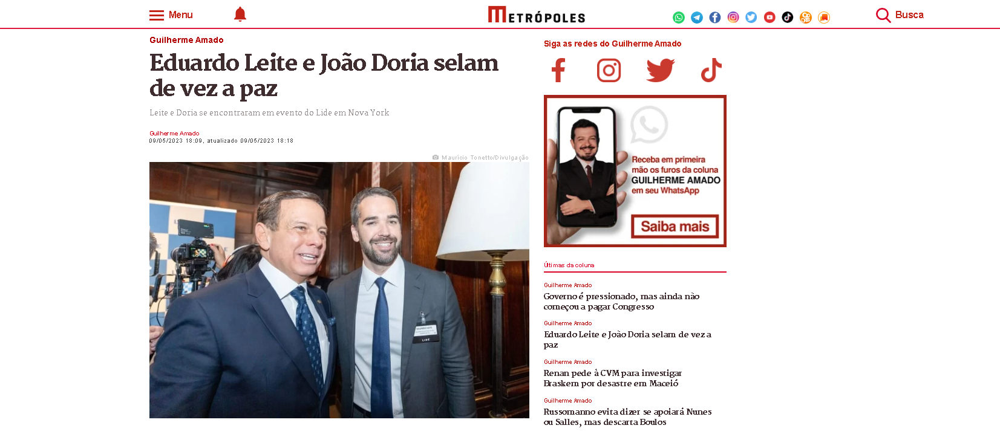 Menu
METRÓPOLES
Busca
Guilherme Amado
Eduardo Leite e João Doria selam
de vez a paz
Leite e Doria se encontraram em evento do Lide em Nova York
Guilherme Amado
09/05/2023 18:09, atualizado 09/05/2023 18:18
Maurício Tonetto/Divulgação
LIDE
Siga as redes do Guilherme Amado
Receba em primeira
mão os furos da coluna
GUILHERME AMADO
em seu WhatsApp
Saiba mais
Últimas da coluna
Guilherme Amado
Governo é pressionado, mas ainda não
começou a pagar Congresso
Guilherme Amado
Eduardo Leite e João Doria selam de vez a
paz
Guilherme Amado
Renan pede à CVM para investigar
Braskem por desastre em Maceió
Guilherme Amado
Russomanno evita dizer se apoiará Nunes
ou Salles, mas descarta Boulos